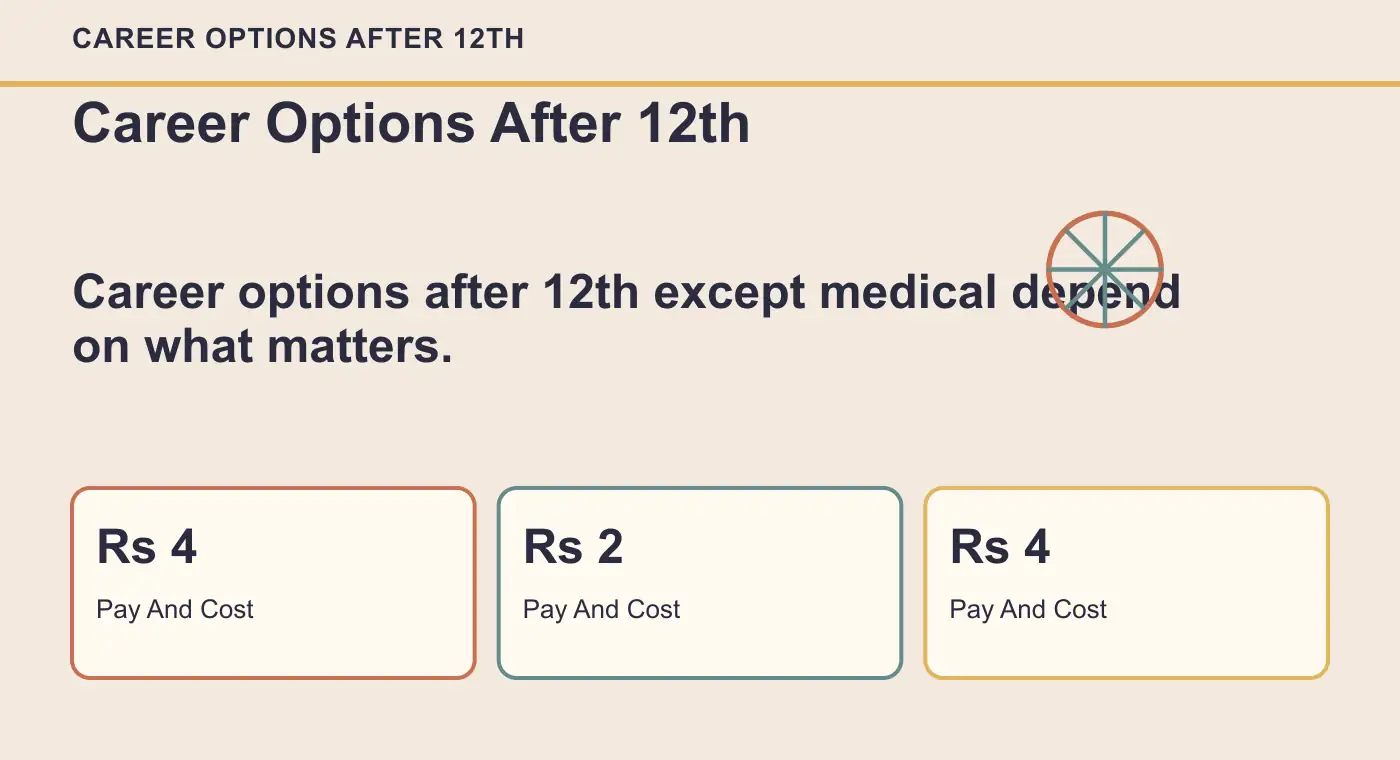 CAREER OPTIONS AFTER 12TH
Career Options After 12th
Career options after 12th except medical depend
on what matters.
Rs 4
Pay And Cost
Rs 2
Pay And Cost
Rs 4
Pay And Cost